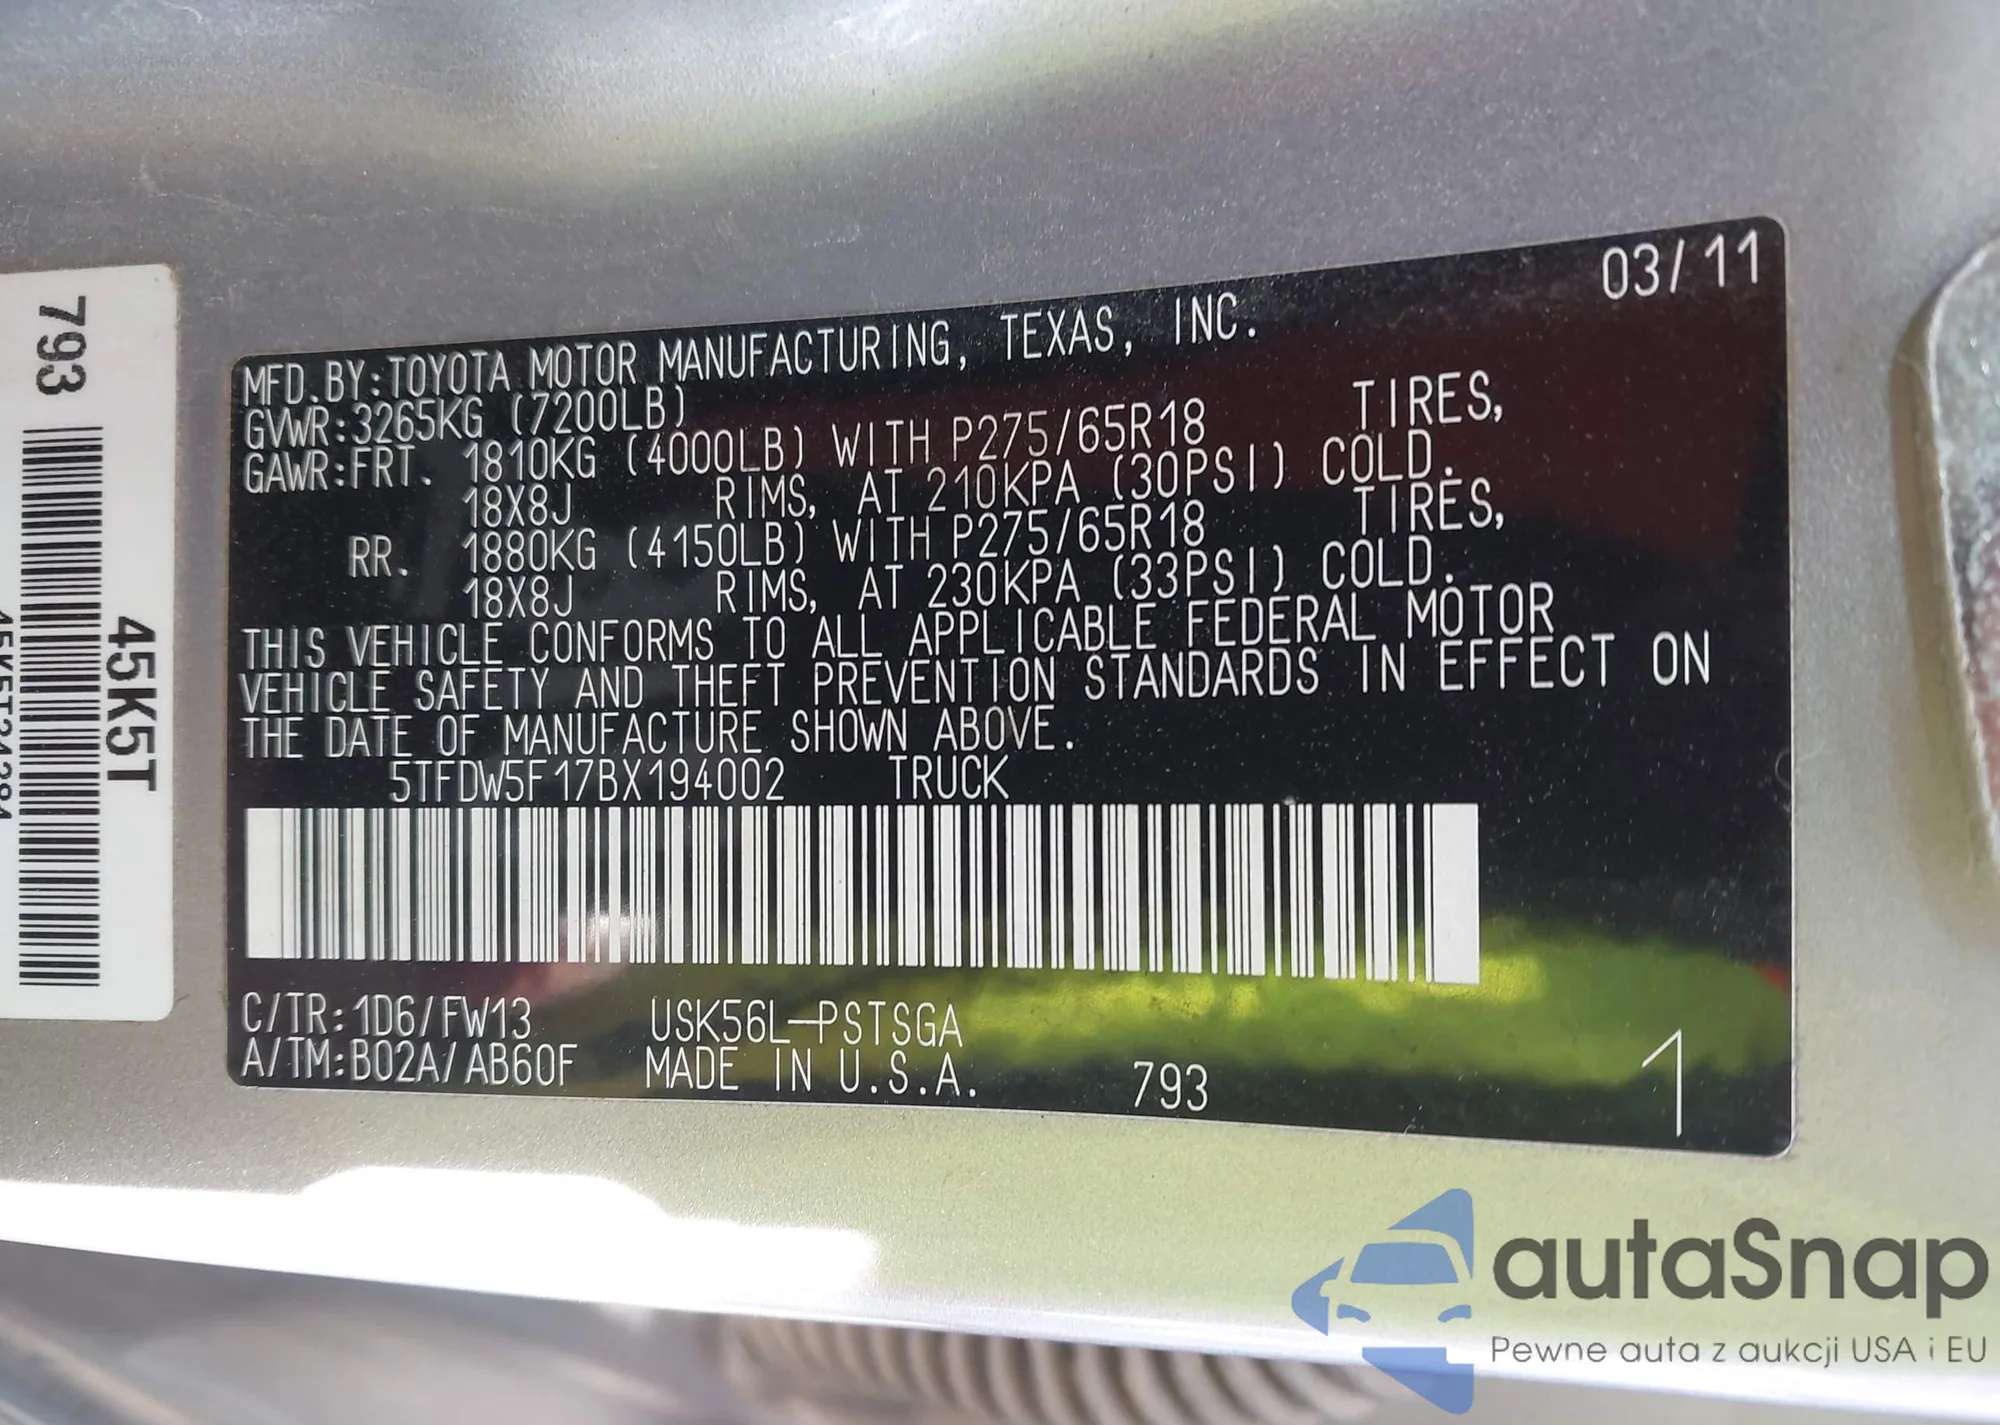 03/11
MFD.BY:TOYOTA MOTOR MANUFACTURING, TEXAS, INC.
GVWR:3265KG (7200LB)
GAWR:FRT. 1810KG (4000LB) WITH P275/65R18 TIRES,
18X8J RIMS, AT 210KPA (30PSI) COLD.
RR. 1880KG (4150LB) WITH P275/65R18 TIRES,
18X8J RIMS, AT 230KPA (33PSI) COLD.
THIS VEHICLE CONFORMS TO ALL APPLICABLE FEDERAL MOTOR
VEHICLE SAFETY AND THEFT PREVENTION STANDARDS IN EFFECT ON
THE DATE OF MANUFACTURE SHOWN ABOVE.
5TFDW5F17BX194002 TRUCK
C/TR:1D6/FW13 USK56L-PSTSGA
A/TM:B02A/AB60F MADE IN U.S.A. 793
1
793
45K5T
autaSnap
Pewne auta z aukcji USA i EU